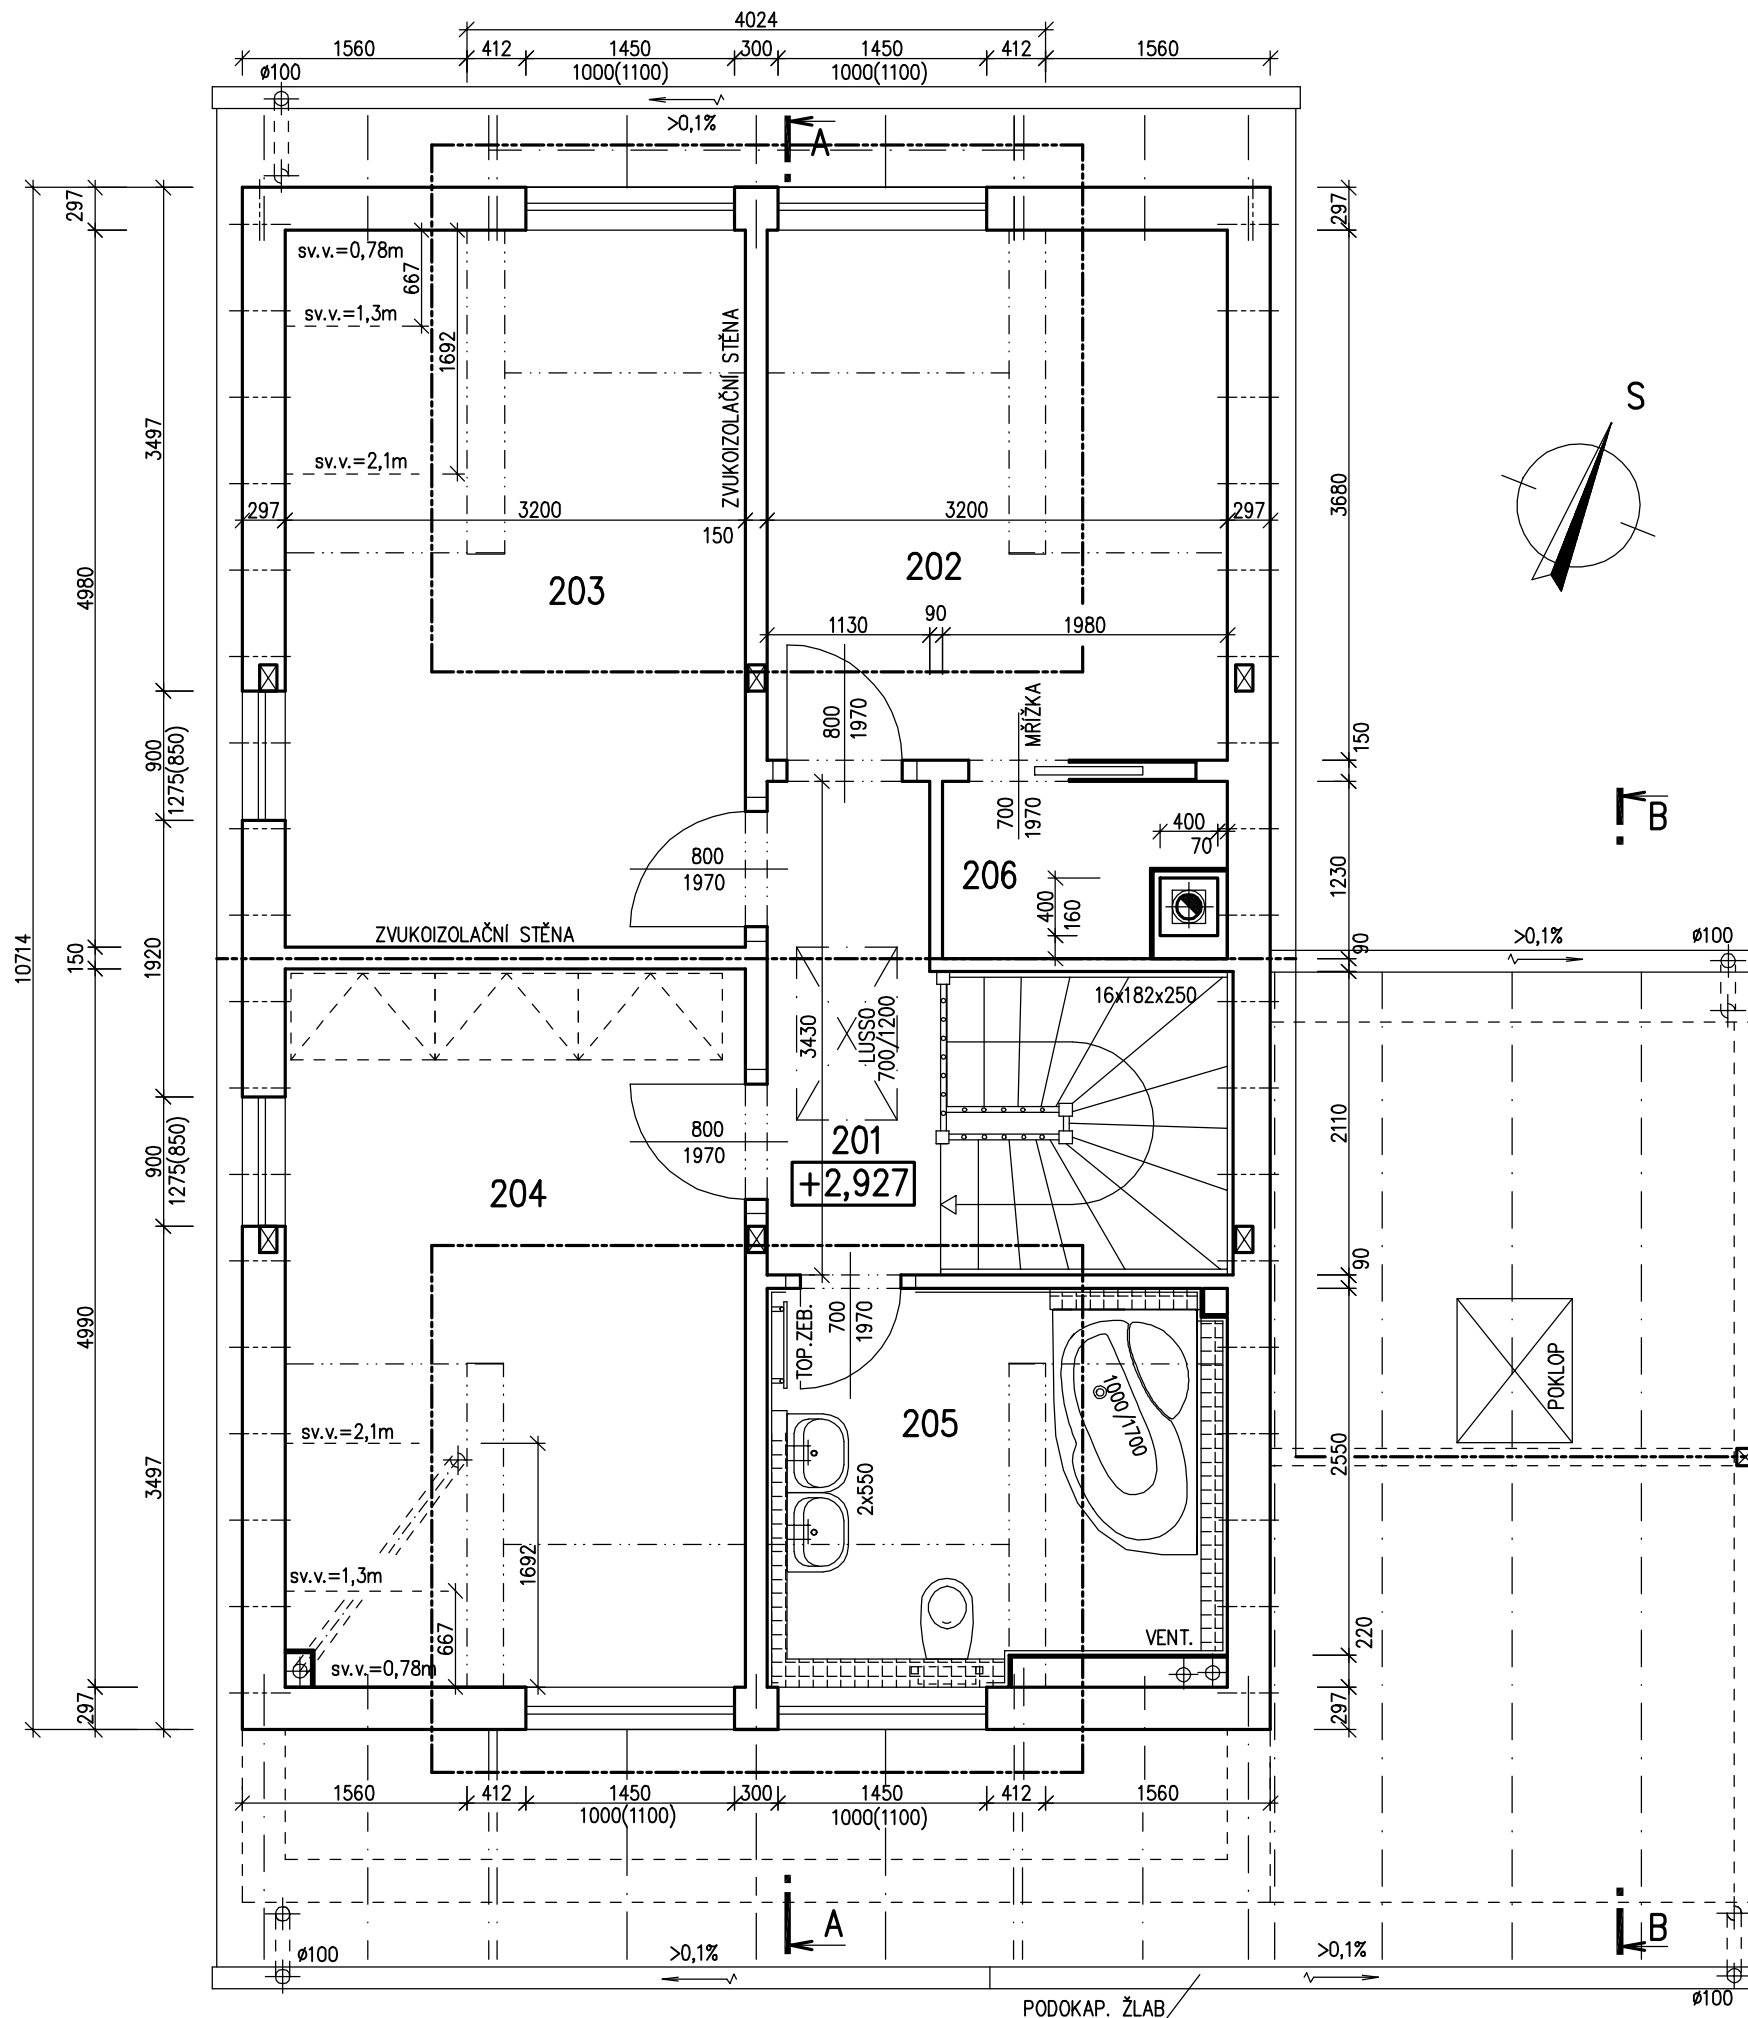 4024
1560 412 1450 300 1450 412 1560
1000(1100) 1000(1100)
ø100
>0,1%
A
297
297
sv.v.=0,78m
667
sv.v.=1,3m
1692
ZVUKOIZOLAČNÍ STĚNA
S
3497
sv.v.=2,1m
3680
297 3200 150 3200 297
4980
203
202
90
1130 1980
800
1970
MŘÍŽKA
150
900
1275(850)
700
1970
400
70
B
800
1970
206
400
160
1230
ZVUKOIZOLAČNÍ STĚNA
10714
150
1920
90
>0,1%
ø100
16x182x250
3430
LUSSO
700/1200
900
1275(850)
800
1970
201
+2,927
2110
204
90
4990
TOP.ZEB.
700
1970
POKLOP
1000/1700
205
sv.v.=2,1m
2x550
2550
3497
1692
sv.v.=1,3m
667
VENT.
220
sv.v.=0,78m
297
297
1560 412 1450 300 1450 412 1560
1000(1100) 1000(1100)
A
B
ø100
>0,1%
>0,1%
PODOKAP. ŽLAB
ø100